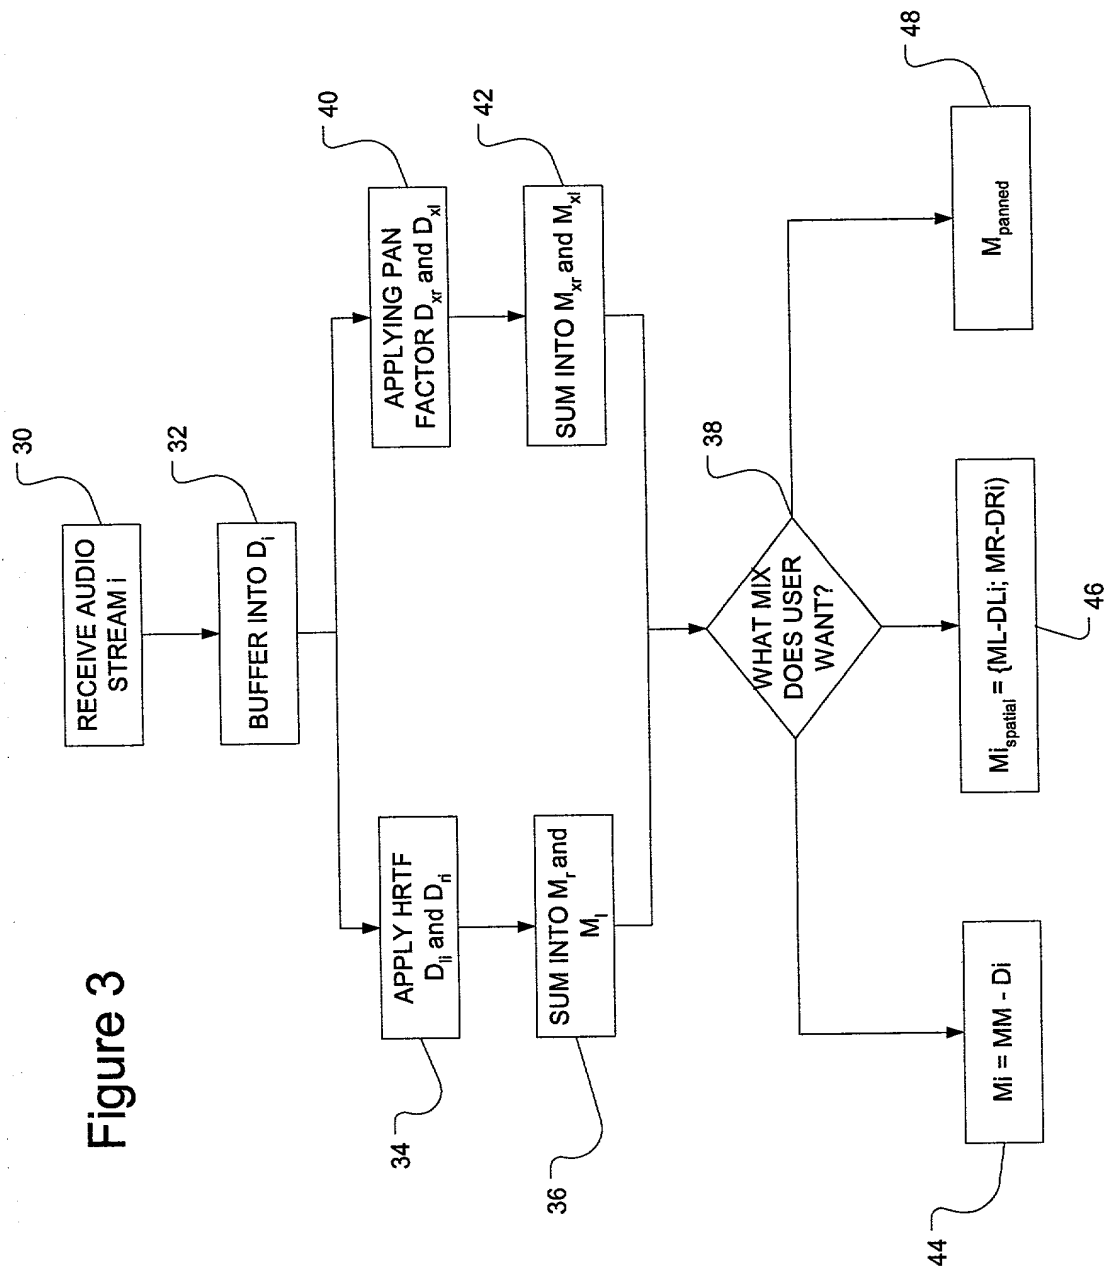 Figure 3
30
RECEIVE AUDIO
STREAM i
32
BUFFER INTO Di
34
APPLY HRTF
Dli and Dri
40
APPLYING PAN
FACTOR Dxr and Dxl
36
SUM INTO Mr and
Ml
42
SUM INTO Mxr and Mxl
38
WHAT MIX
DOES USER
WANT?
44
Mi = MM - Di
46
Mispatial = {ML-DLi; MR-DRi)
48
Mpanned